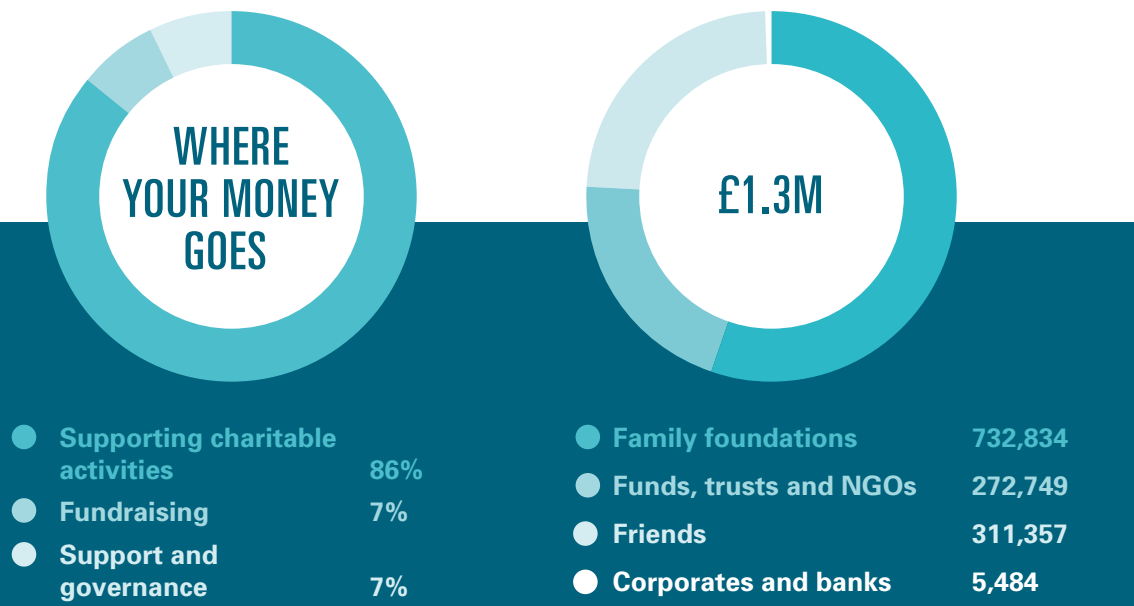 WHERE
YOUR MONEY
GOES
£1.3M
Supporting charitable
activities 86%
Fundraising 7%
Support and
governance 7%
Family foundations 732,834
Funds, trusts and NGOs 272,749
Friends 311,357
Corporates and banks 5,484